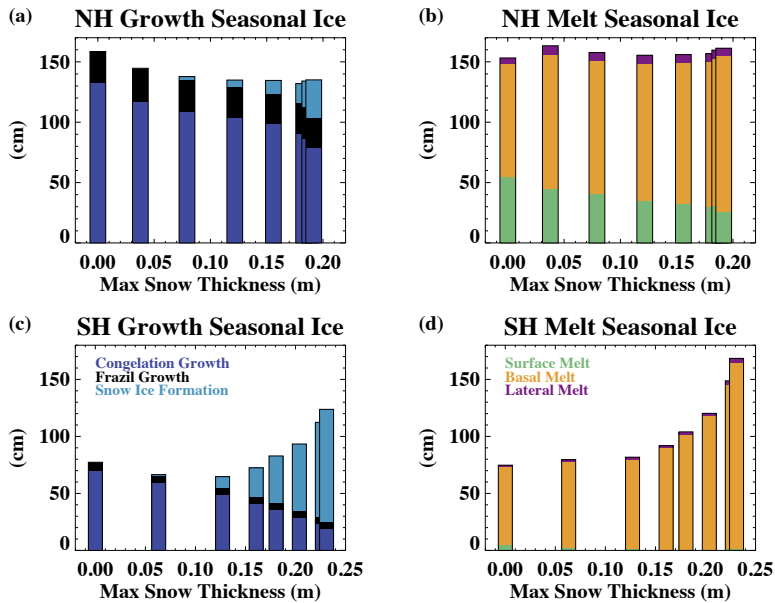 (a) NH Growth Seasonal Ice
150
100
50
0
(cm)
0.00 0.05 0.10 0.15 0.20
Max Snow Thickness (m)
(b) NH Melt Seasonal Ice
150
100
50
0
(cm)
0.00 0.05 0.10 0.15 0.20
Max Snow Thickness (m)
(c) SH Growth Seasonal Ice
Congelation Growth
Frazil Growth
Snow Ice Formation
150
100
50
0
(cm)
0.00 0.05 0.10 0.15 0.20 0.25
Max Snow Thickness (m)
(d) SH Melt Seasonal Ice
Surface Melt
Basal Melt
Lateral Melt
150
100
50
0
(cm)
0.00 0.05 0.10 0.15 0.20 0.25
Max Snow Thickness (m)